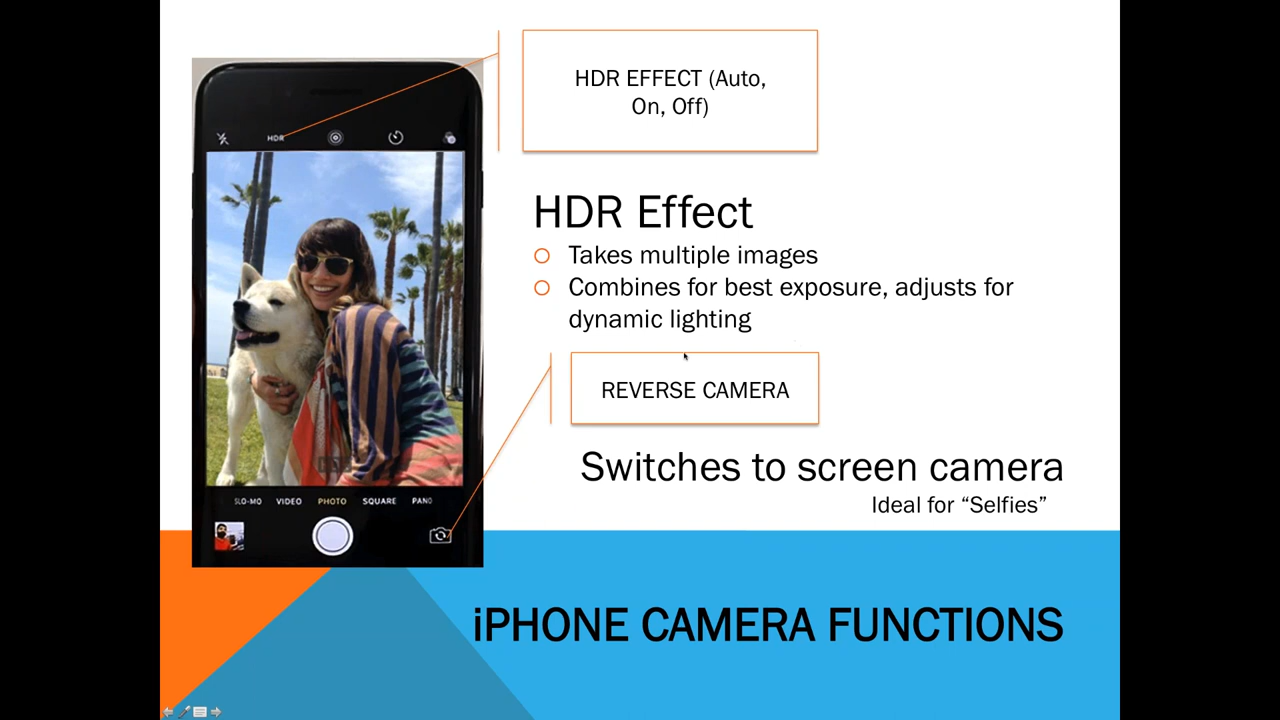 HDR EFFECT (Auto,
On, Off)
HDR
HDR Effect
Takes multiple images
Combines for best exposure, adjusts for
dynamic lighting
REVERSE CAMERA
Switches to screen camera
Ideal for “Selfies”
SLO-MO VIDEO PHOTO SQUARE PANO
iPHONE CAMERA FUNCTIONS